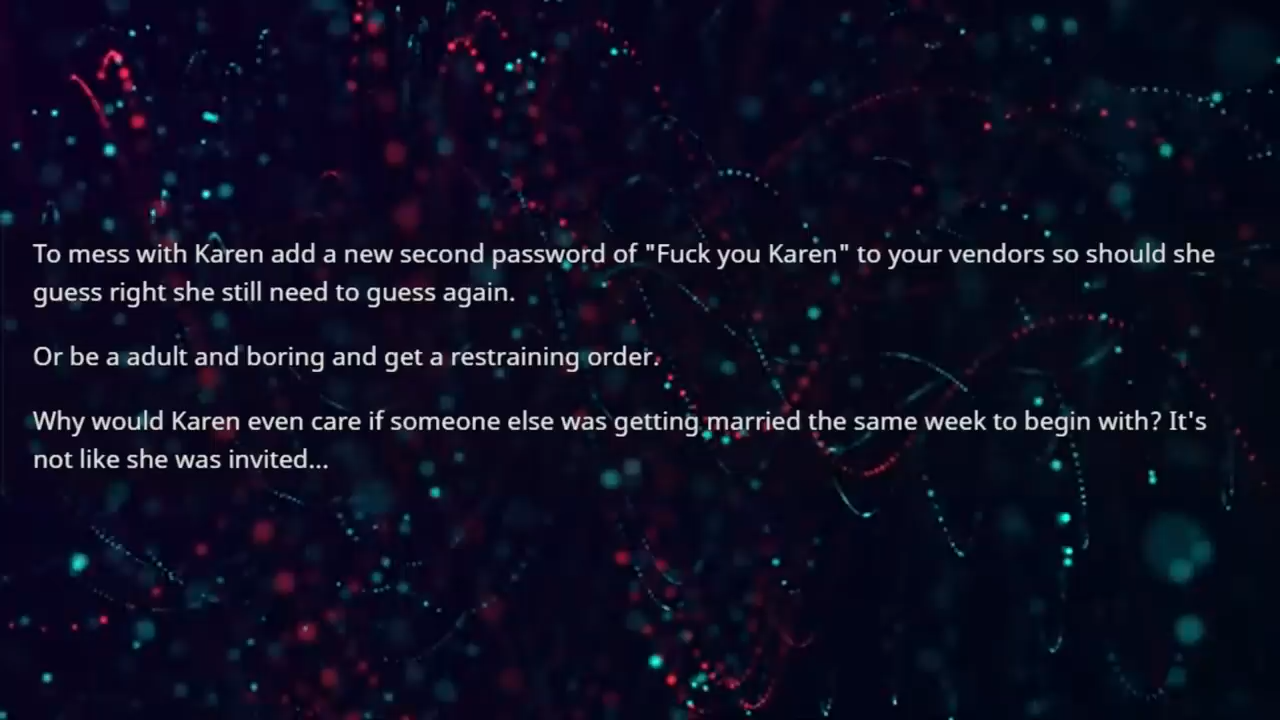 To mess with Karen add a new second password of "Fuck you Karen" to your vendors so should she
guess right she still need to guess again.
Or be a adult and boring and get a restraining order.
Why would Karen even care if someone else was getting married the same week to begin with? It's
not like she was invited...